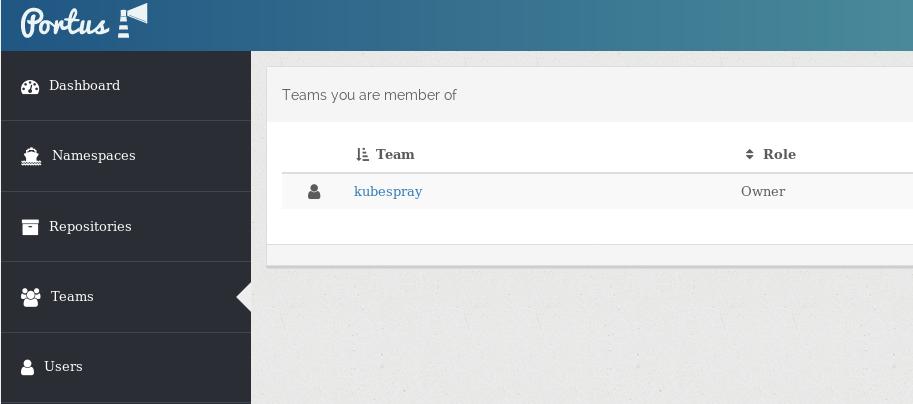 Portus
Dashboard
Namespaces
Repositories
Teams
Users
Teams you are member of
Team Role
kubespray Owner